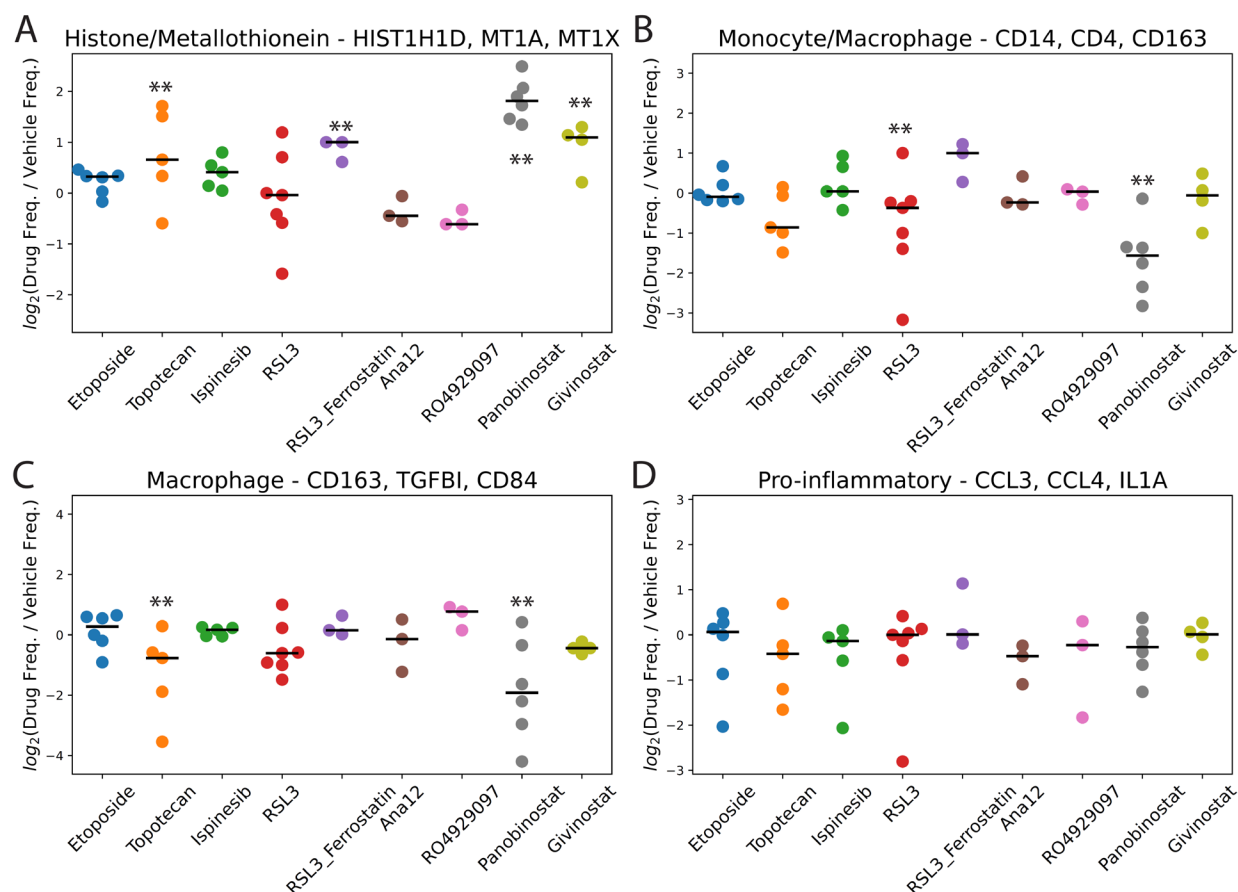 A
Histone/Metallothionein - HIST1H1D, MT1A, MT1X
log2(Drug Freq. / Vehicle Freq.)
2
1
0
−1
−2
**
**
**
**
Etoposide
Topotecan
Ispinesib
RSL3
RSL3_Ferrostatin
Ana12
RO4929097
Panobinostat
Givinostat
B
Monocyte/Macrophage - CD14, CD4, CD163
log2(Drug Freq. / Vehicle Freq.)
3
2
1
0
−1
−2
−3
**
**
Etoposide
Topotecan
Ispinesib
RSL3
RSL3_Ferrostatin
Ana12
RO4929097
Panobinostat
Givinostat
C
Macrophage - CD163, TGFBI, CD84
log2(Drug Freq. / Vehicle Freq.)
4
2
0
−2
−4
**
**
Etoposide
Topotecan
Ispinesib
RSL3
RSL3_Ferrostatin
Ana12
RO4929097
Panobinostat
Givinostat
D
Pro-inflammatory - CCL3, CCL4, IL1A
log2(Drug Freq. / Vehicle Freq.)
3
2
1
0
−1
−2
−3
Etoposide
Topotecan
Ispinesib
RSL3
RSL3_Ferrostatin
Ana12
RO4929097
Panobinostat
Givinostat